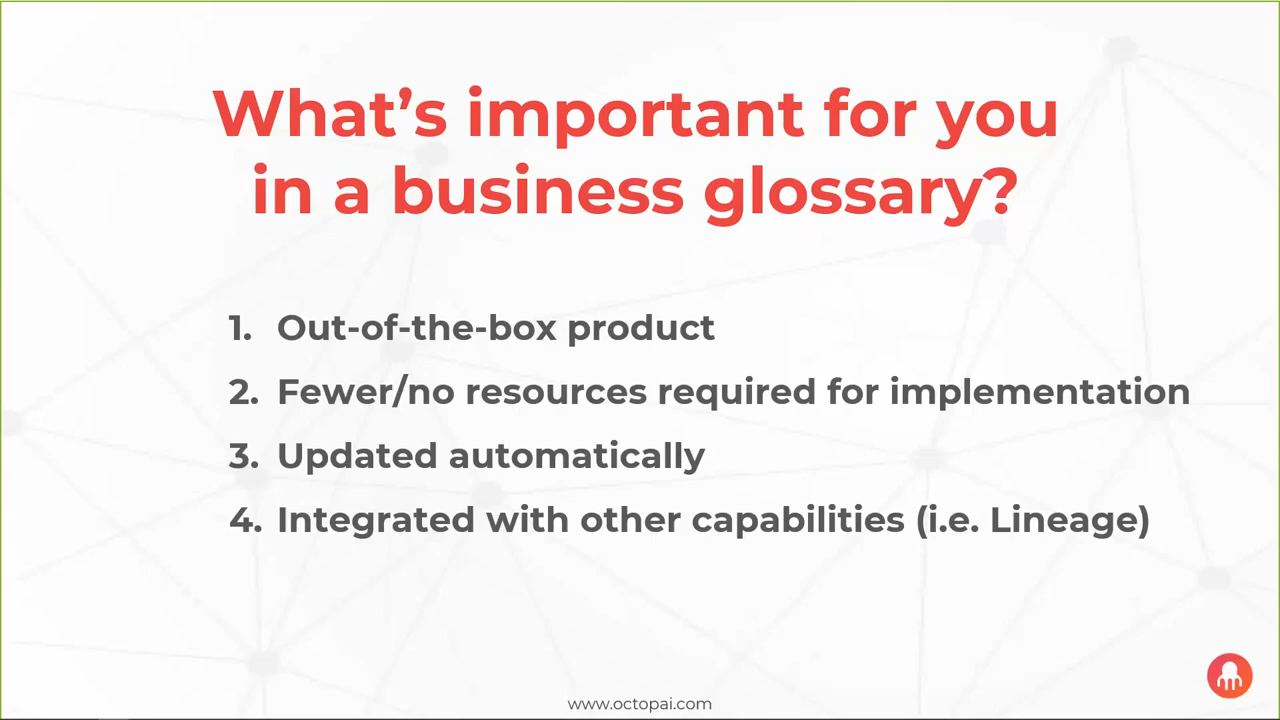 What’s important for you
in a business glossary?
1. Out-of-the-box product
2. Fewer/no resources required for implementation
3. Updated automatically
4. Integrated with other capabilities (i.e. Lineage)
www.octopai.com